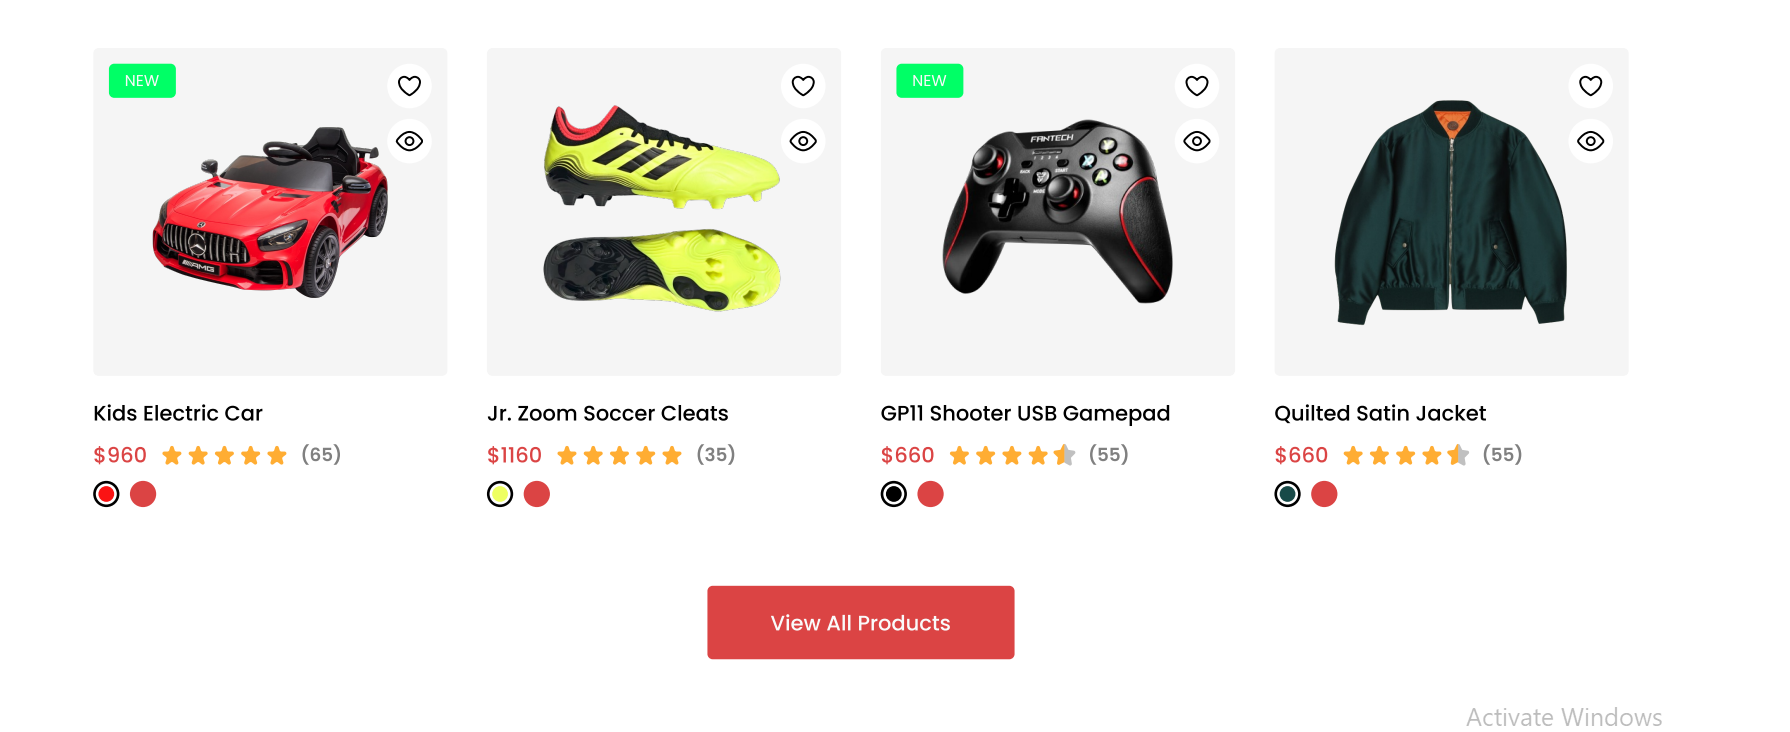 NEW
NEW
FANTECH
AMG
Kids Electric Car
Jr. Zoom Soccer Cleats
GP11 Shooter USB Gamepad
Quilted Satin Jacket
$960 (65)
$1160 (35)
$660 (55)
$660 (55)
View All Products
Activate Windows